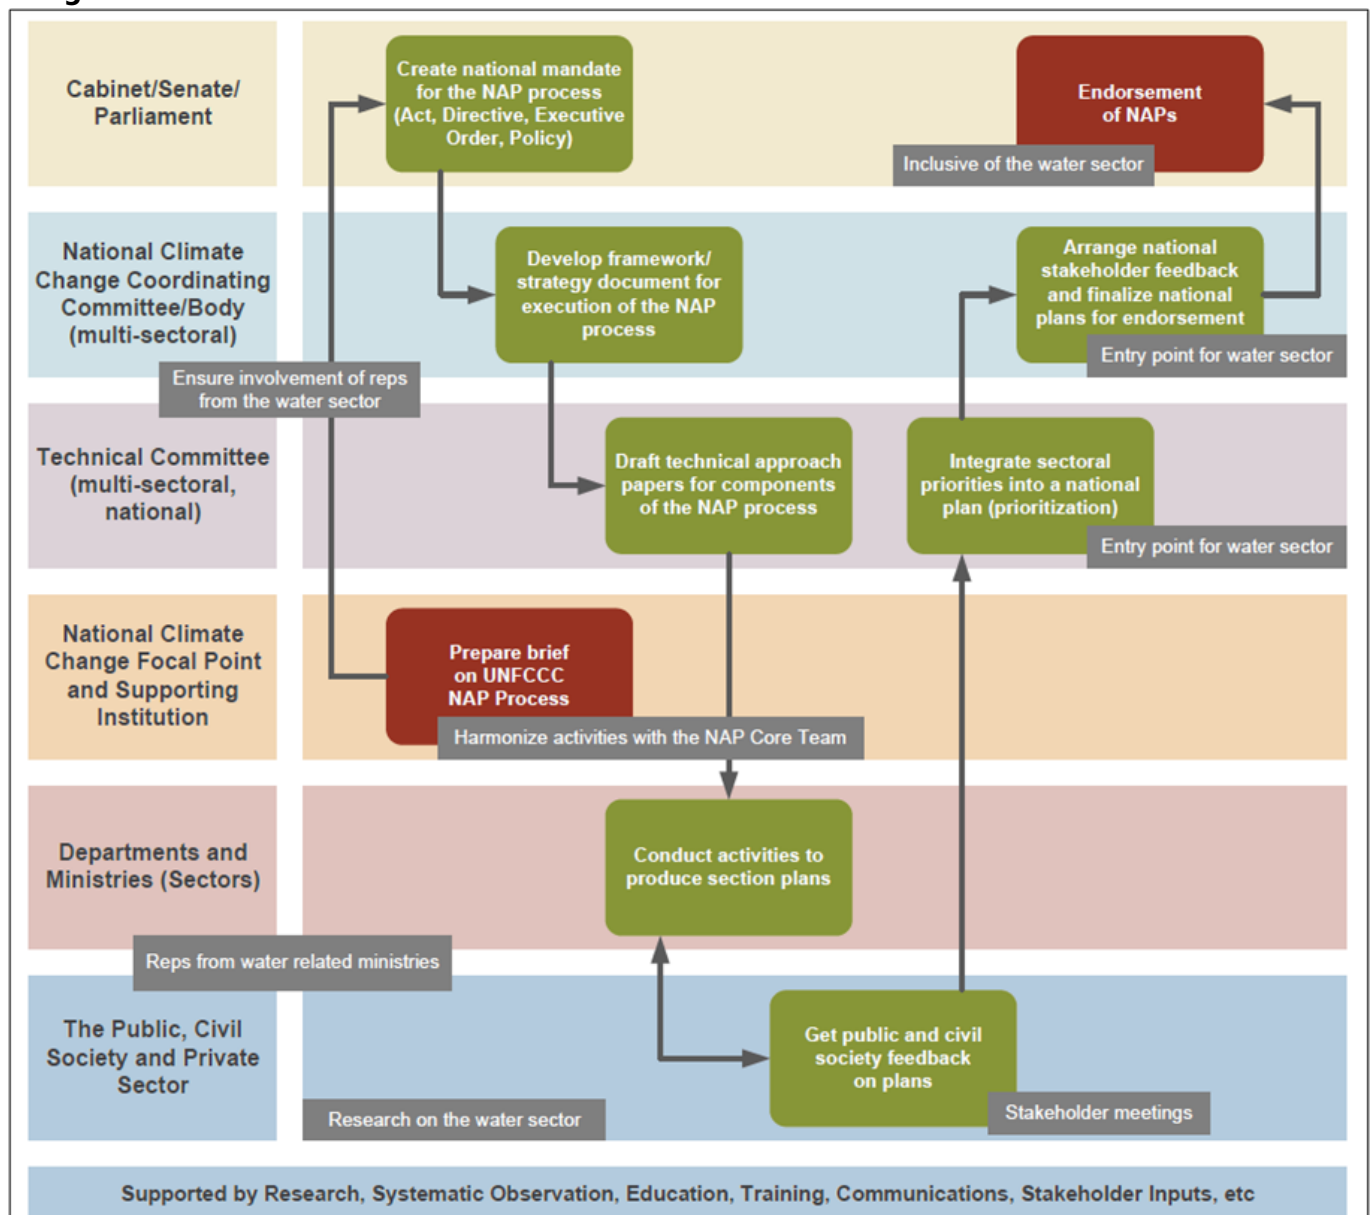 Cabinet/Senate/
Parliament
Create national mandate
for the NAP process
(Act, Directive, Executive
Order, Policy)
Endorsement
of NAPs
Inclusive of the water sector
National Climate
Change Coordinating
Committee/Body
(multi-sectoral)
Develop framework/
strategy document for
execution of the NAP
process
Arrange national
stakeholder feedback
and finalize national
plans for endorsement
Entry point for water sector
Ensure involvement of reps
from the water sector
Technical Committee
(multi-sectoral,
national)
Draft technical approach
papers for components
of the NAP process
Integrate sectoral
priorities into a national
plan (prioritization)
Entry point for water sector
National Climate
Change Focal Point
and Supporting
Institution
Prepare brief
on UNFCCC
NAP Process
Harmonize activities with the NAP Core Team
Departments and
Ministries (Sectors)
Conduct activities to
produce section plans
Reps from water related ministries
The Public, Civil
Society and Private
Sector
Get public and civil
society feedback
on plans
Research on the water sector
Stakeholder meetings
Supported by Research, Systematic Observation, Education, Training, Communications, Stakeholder Inputs, etc